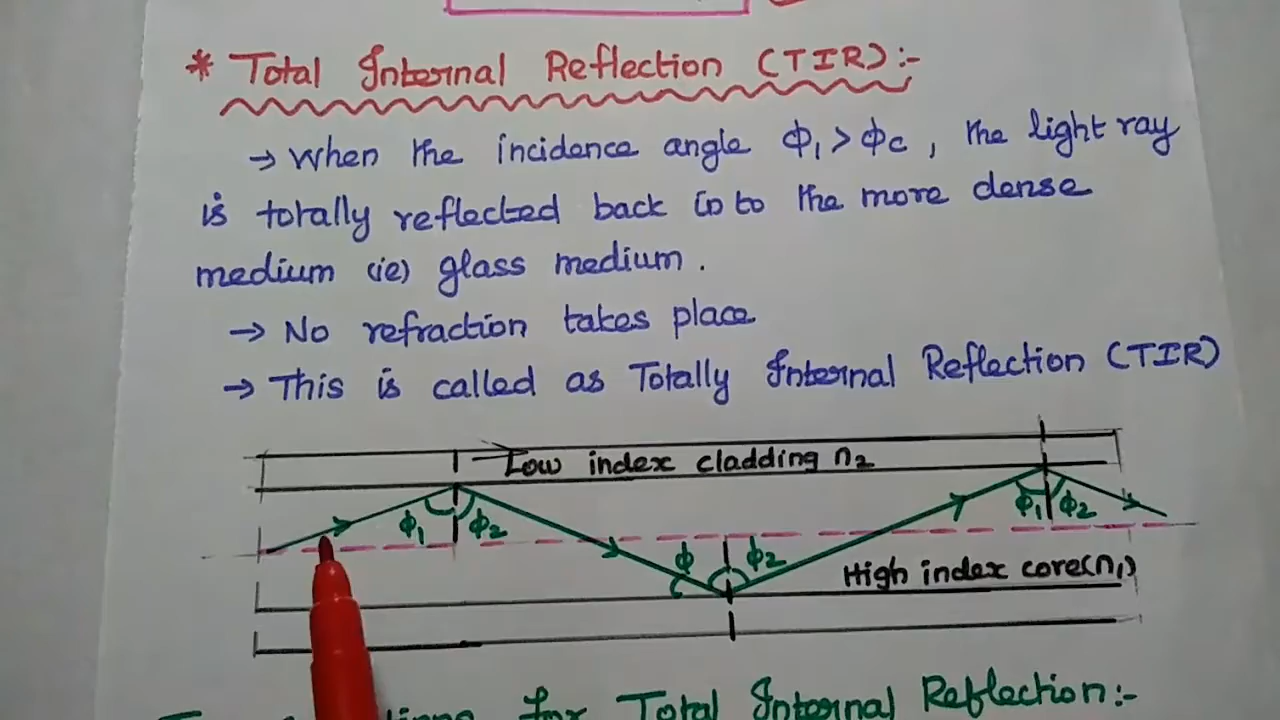 * Total Internal Reflection (TIR):-
→ When the incidence angle ϕ₁ > ϕc, the light ray
is totally reflected back into the more dense
medium (ie) glass medium.
→ No refraction takes place
→ This is called as Totally Internal Reflection (TIR)
Low index cladding n₂
ϕ₁ ϕ₂ ϕ ϕ₂ ϕ₁ ϕ₂
High index core(n₁)
for Total Internal Reflection:-